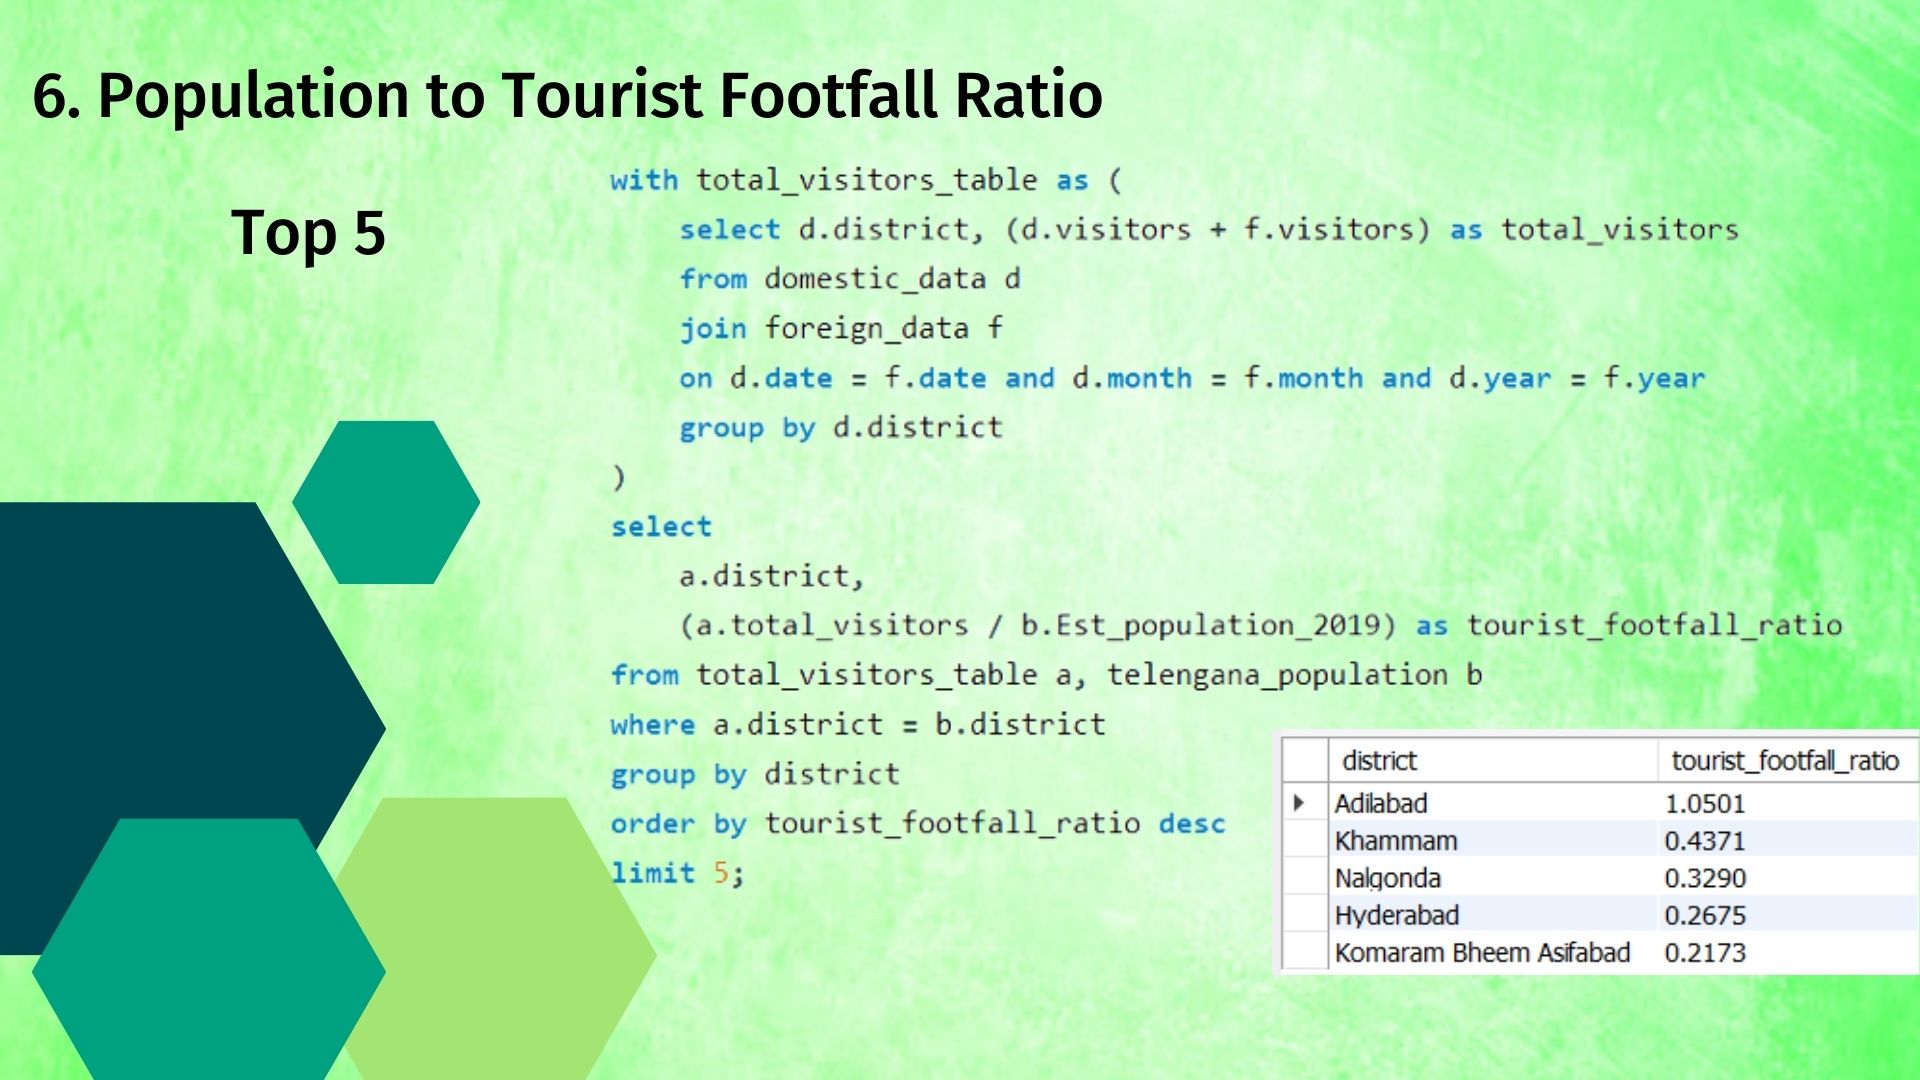 6. Population to Tourist Footfall Ratio
Top 5
with total_visitors_table as (
    select d.district, (d.visitors + f.visitors) as total_visitors
    from domestic_data d
    join foreign_data f
    on d.date = f.date and d.month = f.month and d.year = f.year
    group by d.district
)
select
    a.district,
    (a.total_visitors / b.Est_population_2019) as tourist_footfall_ratio
from total_visitors_table a, telengana_population b
where a.district = b.district
group by district
order by tourist_footfall_ratio desc
limit 5;
district tourist_footfall_ratio
Adilabad 1.0501
Khammam 0.4371
Nalgonda 0.3290
Hyderabad 0.2675
Komaram Bheem Asifabad 0.2173